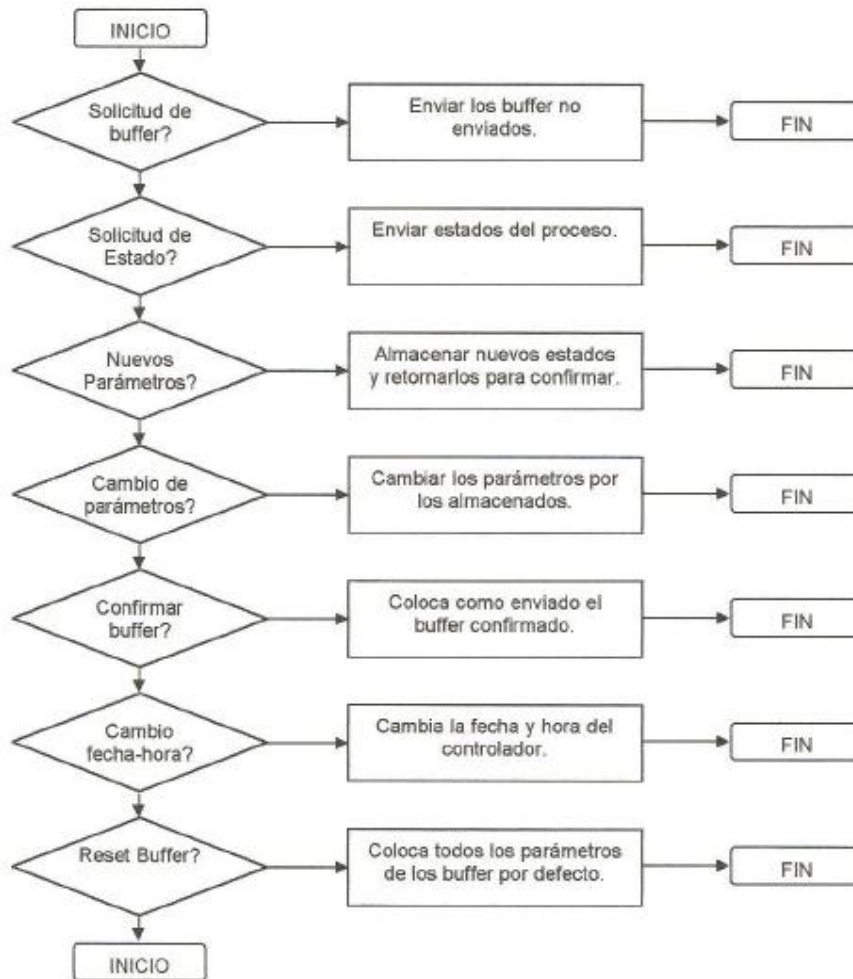 INICIO
Solicitud de
buffer?
Enviar los buffer no
enviados.
FIN
Solicitud de
Estado?
Enviar estados del proceso.
FIN
Nuevos
Parámetros?
Almacenar nuevos estados
y retornarlos para confirmar.
FIN
Cambio de
parámetros?
Cambiar los parámetros por
los almacenados.
FIN
Confirmar
buffer?
Coloca como enviado el
buffer confirmado.
FIN
Cambio
fecha-hora?
Cambia la fecha y hora del
controlador.
FIN
Reset Buffer?
Coloca todos los parámetros
de los buffer por defecto.
FIN
INICIO